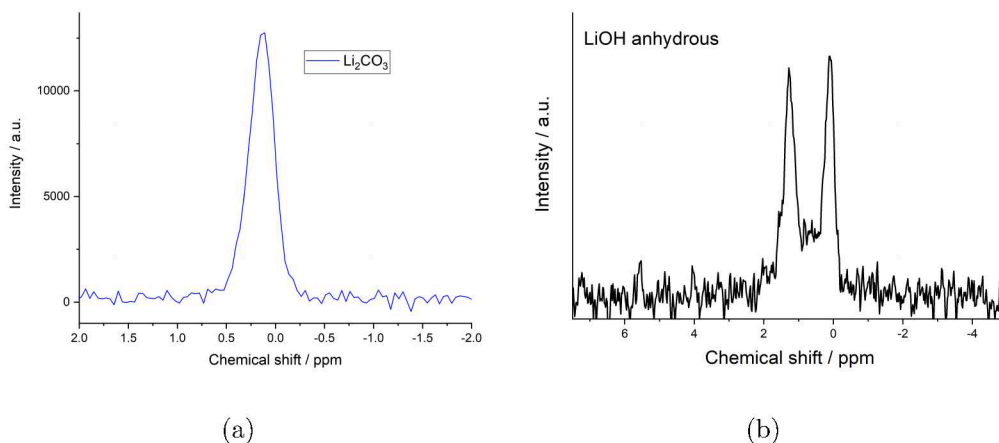 Intensity / a.u.
10000
5000
0
Li₂CO₃
2.0 1.5 1.0 0.5 0.0 -0.5 -1.0 -1.5 -2.0
Chemical shift / ppm
(a)
LiOH anhydrous
Intensity / a.u.
6 4 2 0 -2 -4
Chemical shift / ppm
(b)